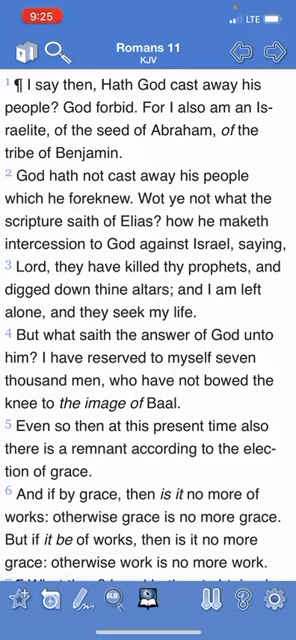 9:25
LTE
Romans 11
KJV
1 ¶ I say then, Hath God cast away his
people? God forbid. For I also am an Is-
raelite, of the seed of Abraham, of the
tribe of Benjamin.
2 God hath not cast away his people
which he foreknew. Wot ye not what the
scripture saith of Elias? how he maketh
intercession to God against Israel, saying,
3 Lord, they have killed thy prophets, and
digged down thine altars; and I am left
alone, and they seek my life.
4 But what saith the answer of God unto
him? I have reserved to myself seven
thousand men, who have not bowed the
knee to the image of Baal.
5 Even so then at this present time also
there is a remnant according to the elec-
tion of grace.
6 And if by grace, then is it no more of
works: otherwise grace is no more grace.
But if it be of works, then is it no more
grace: otherwise work is no more work.